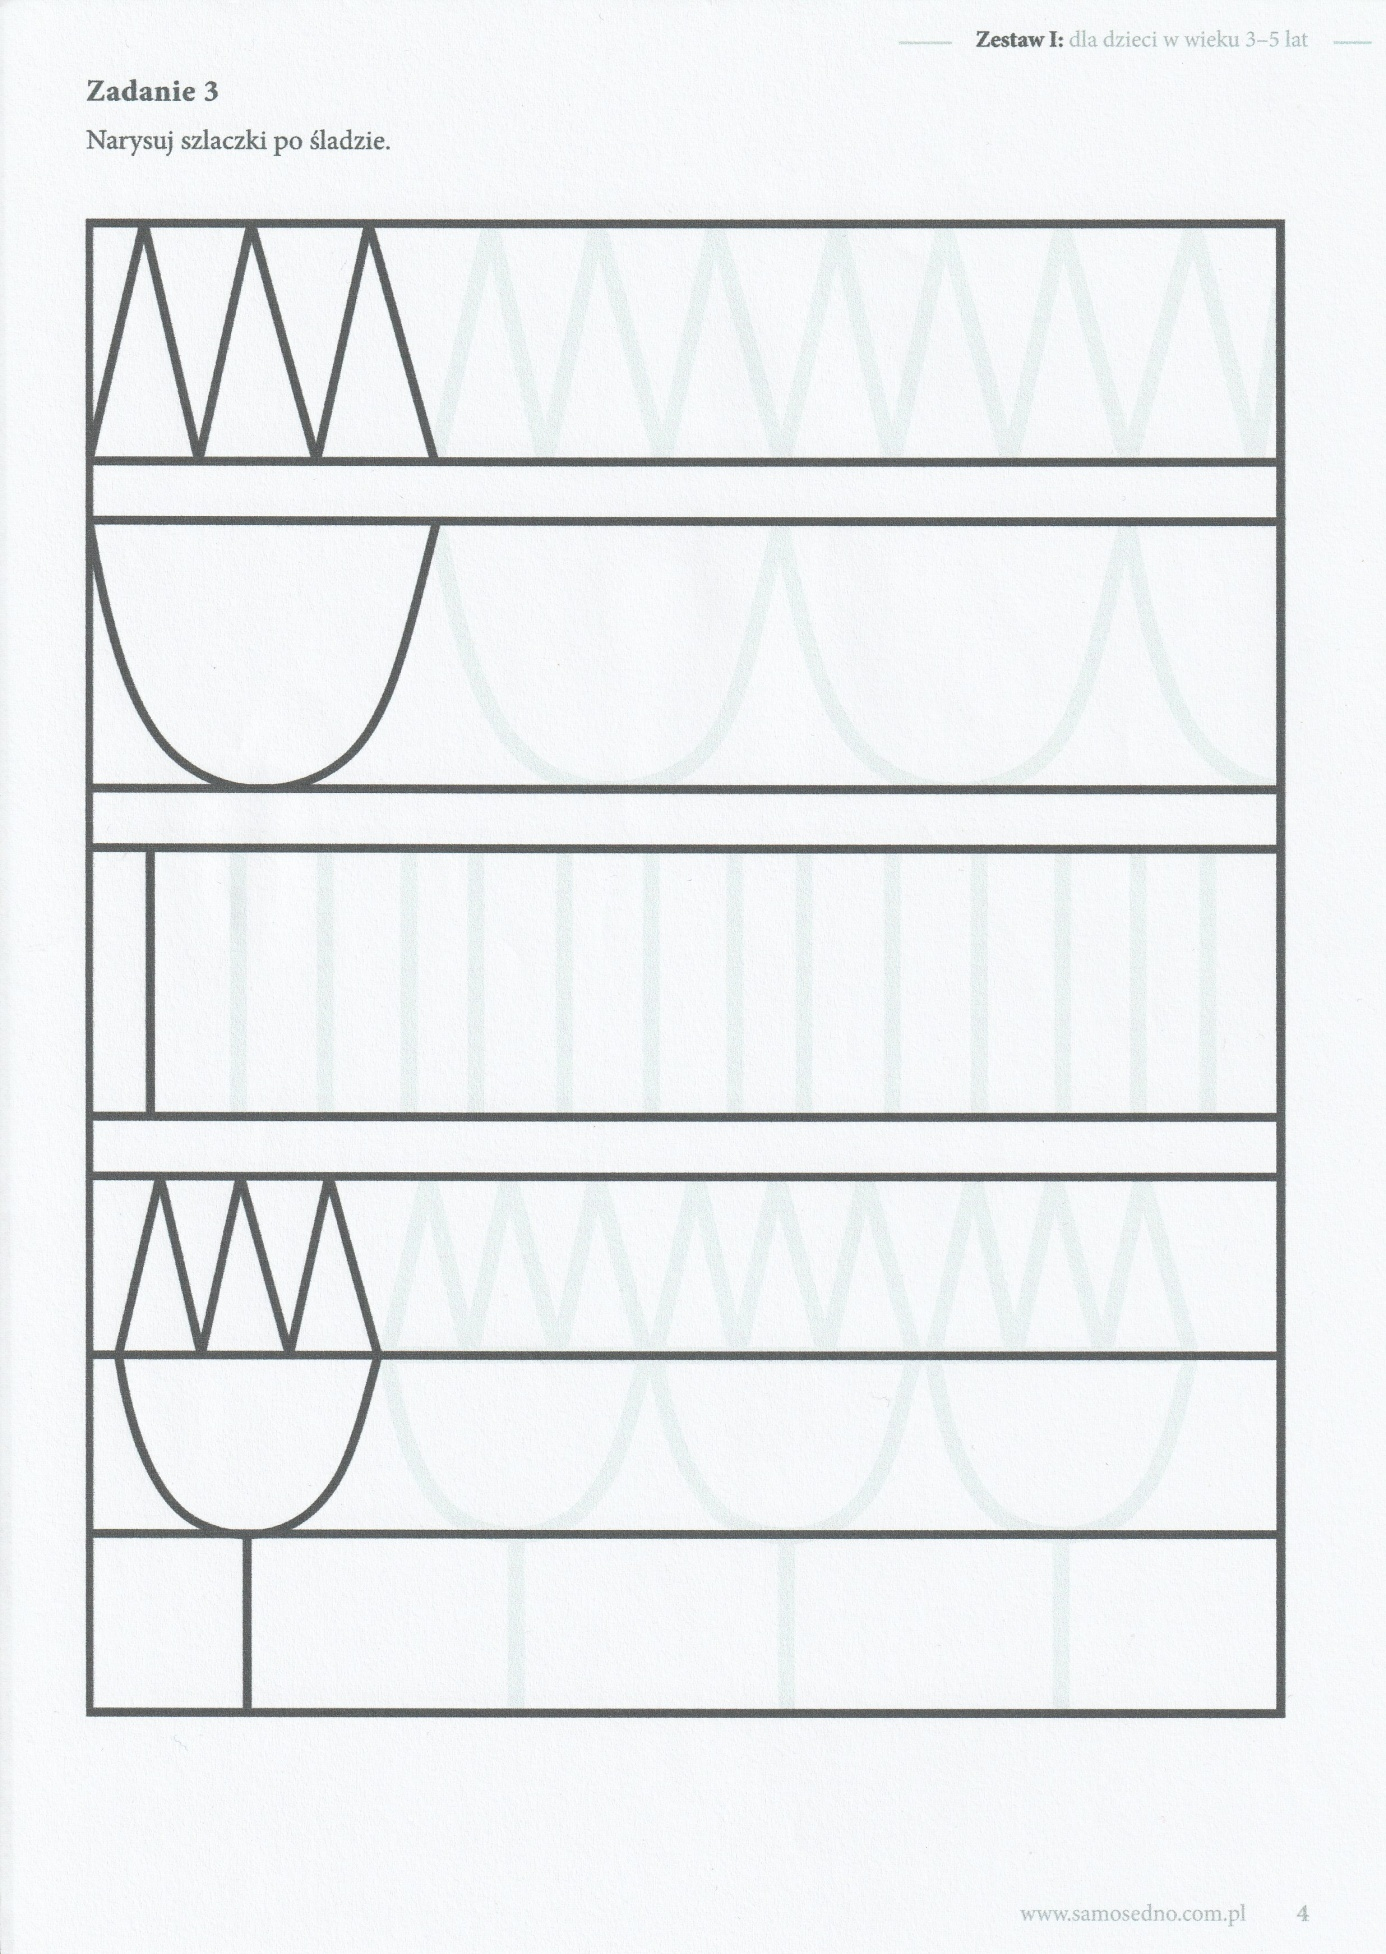 Zestaw I: dla dzieci w wieku 3–5 lat
Zadanie 3
Narysuj szlaczki po śladzie.
www.samosedno.com.pl 4